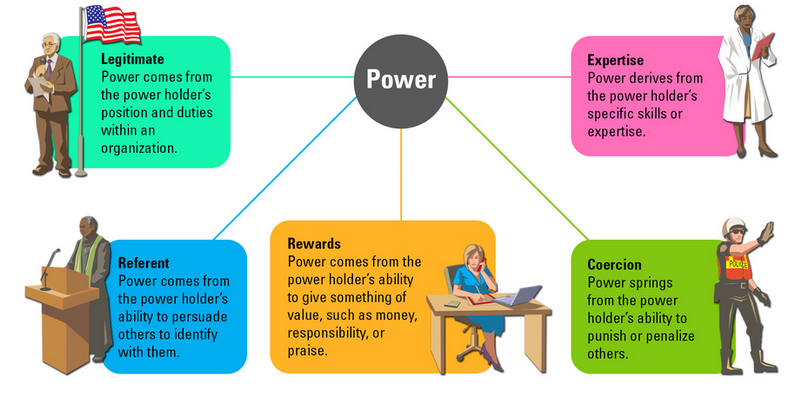 Power
Legitimate
Power comes from
the power holder's
position and duties
within an
organization.
Expertise
Power derives from
the power holder's
specific skills or
expertise.
Referent
Power comes from
the power holder's
ability to persuade
others to identify
with them.
Rewards
Power comes from the
power holder's ability
to give something of
value, such as money,
responsibility, or
praise.
Coercion
Power springs
from the power
holder's ability to
punish or penalize
others.
POLICE